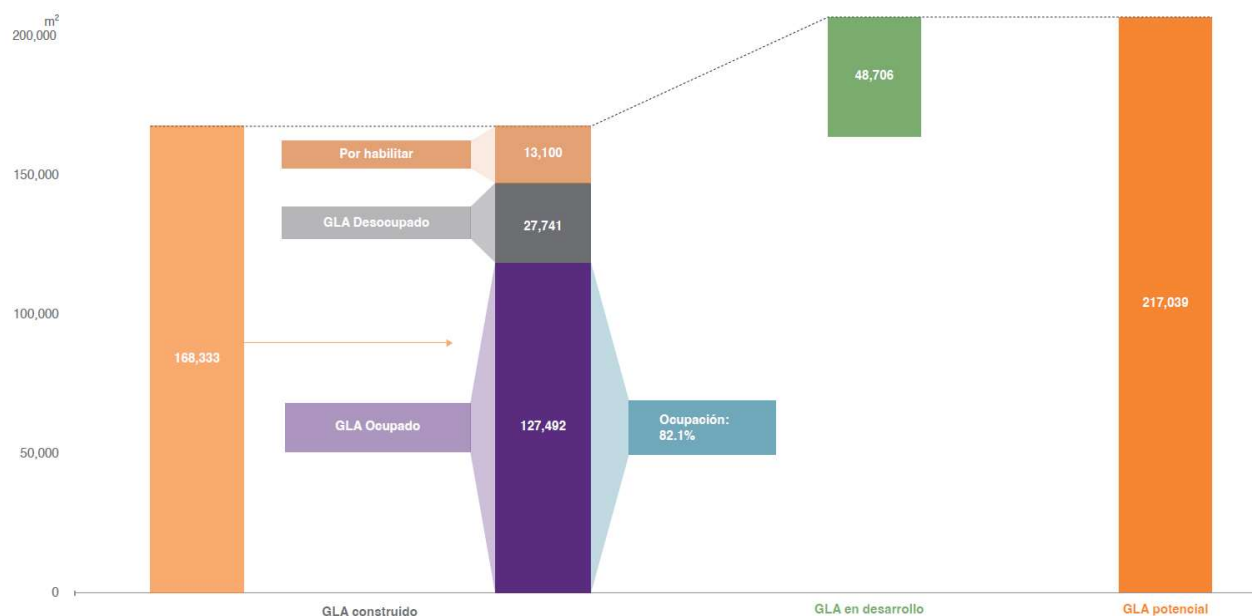 m²
200,000
150,000
100,000
50,000
0
168,333
Por habilitar
GLA Desocupado
GLA Ocupado
13,100
27,741
127,492
Ocupación:
82.1%
48,706
217,039
GLA construido
GLA en desarrollo
GLA potencial